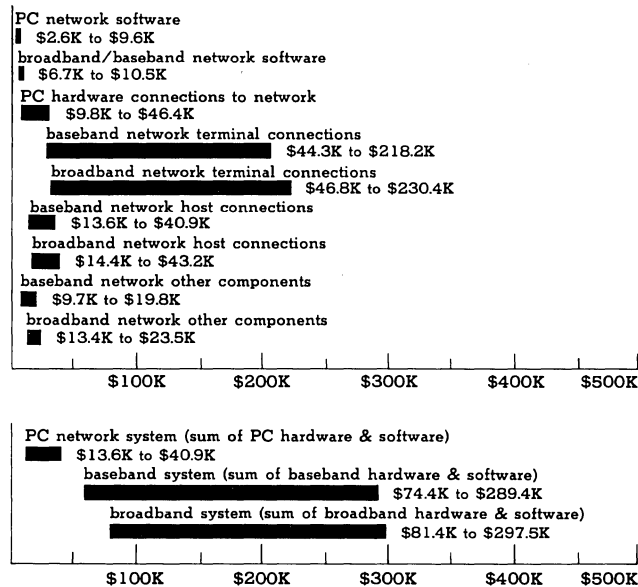 PC network software
$2.6K to $9.6K
broadband/baseband network software
$6.7K to $10.5K
PC hardware connections to network
$9.8K to $46.4K
baseband network terminal connections
$44.3K to $218.2K
broadband network terminal connections
$46.8K to $230.4K
baseband network host connections
$13.6K to $40.9K
broadband network host connections
$14.4K to $43.2K
baseband network other components
$9.7K to $19.8K
broadband network other components
$13.4K to $23.5K
$100K $200K $300K $400K $500K
PC network system (sum of PC hardware & software)
$13.6K to $40.9K
baseband system (sum of baseband hardware & software)
$74.4K to $289.4K
broadband system (sum of broadband hardware & software)
$81.4K to $297.5K
$100K $200K $300K $400K $500K